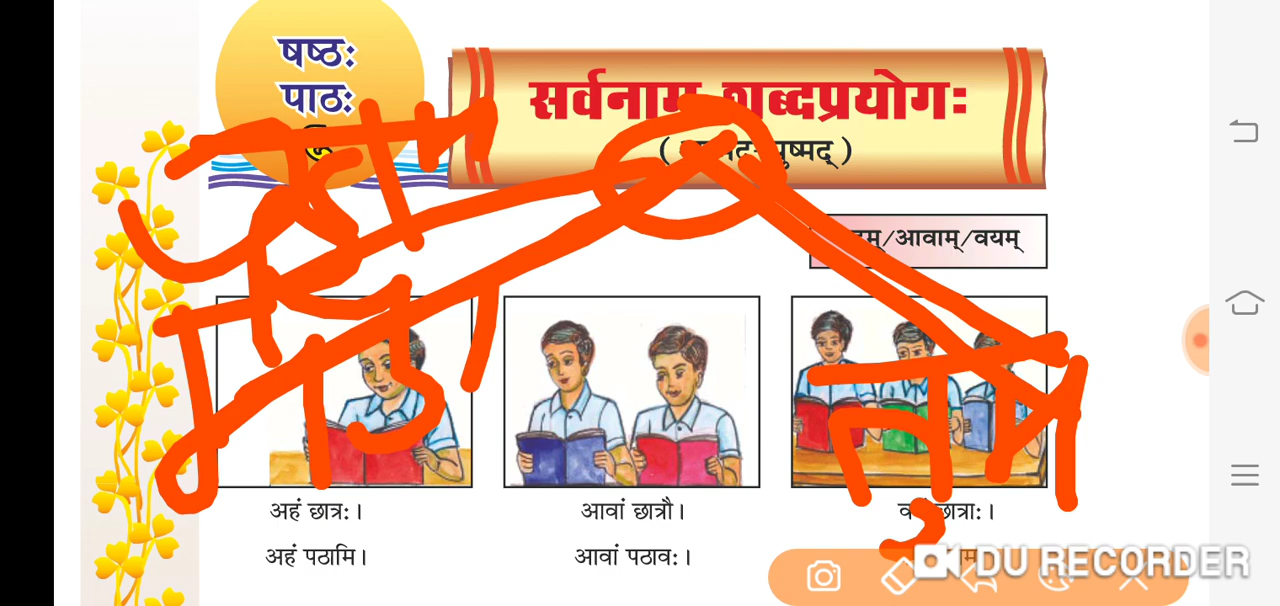 षष्ठः
पाठः
सर्वनाम शब्दप्रयोगः
युष्मद् )
/आवाम्/वयम्
तुम
अहं छात्रः। आवां छात्रौ। छात्राः।
अहं पठामि। आवां पठावः।
DU RECORDER